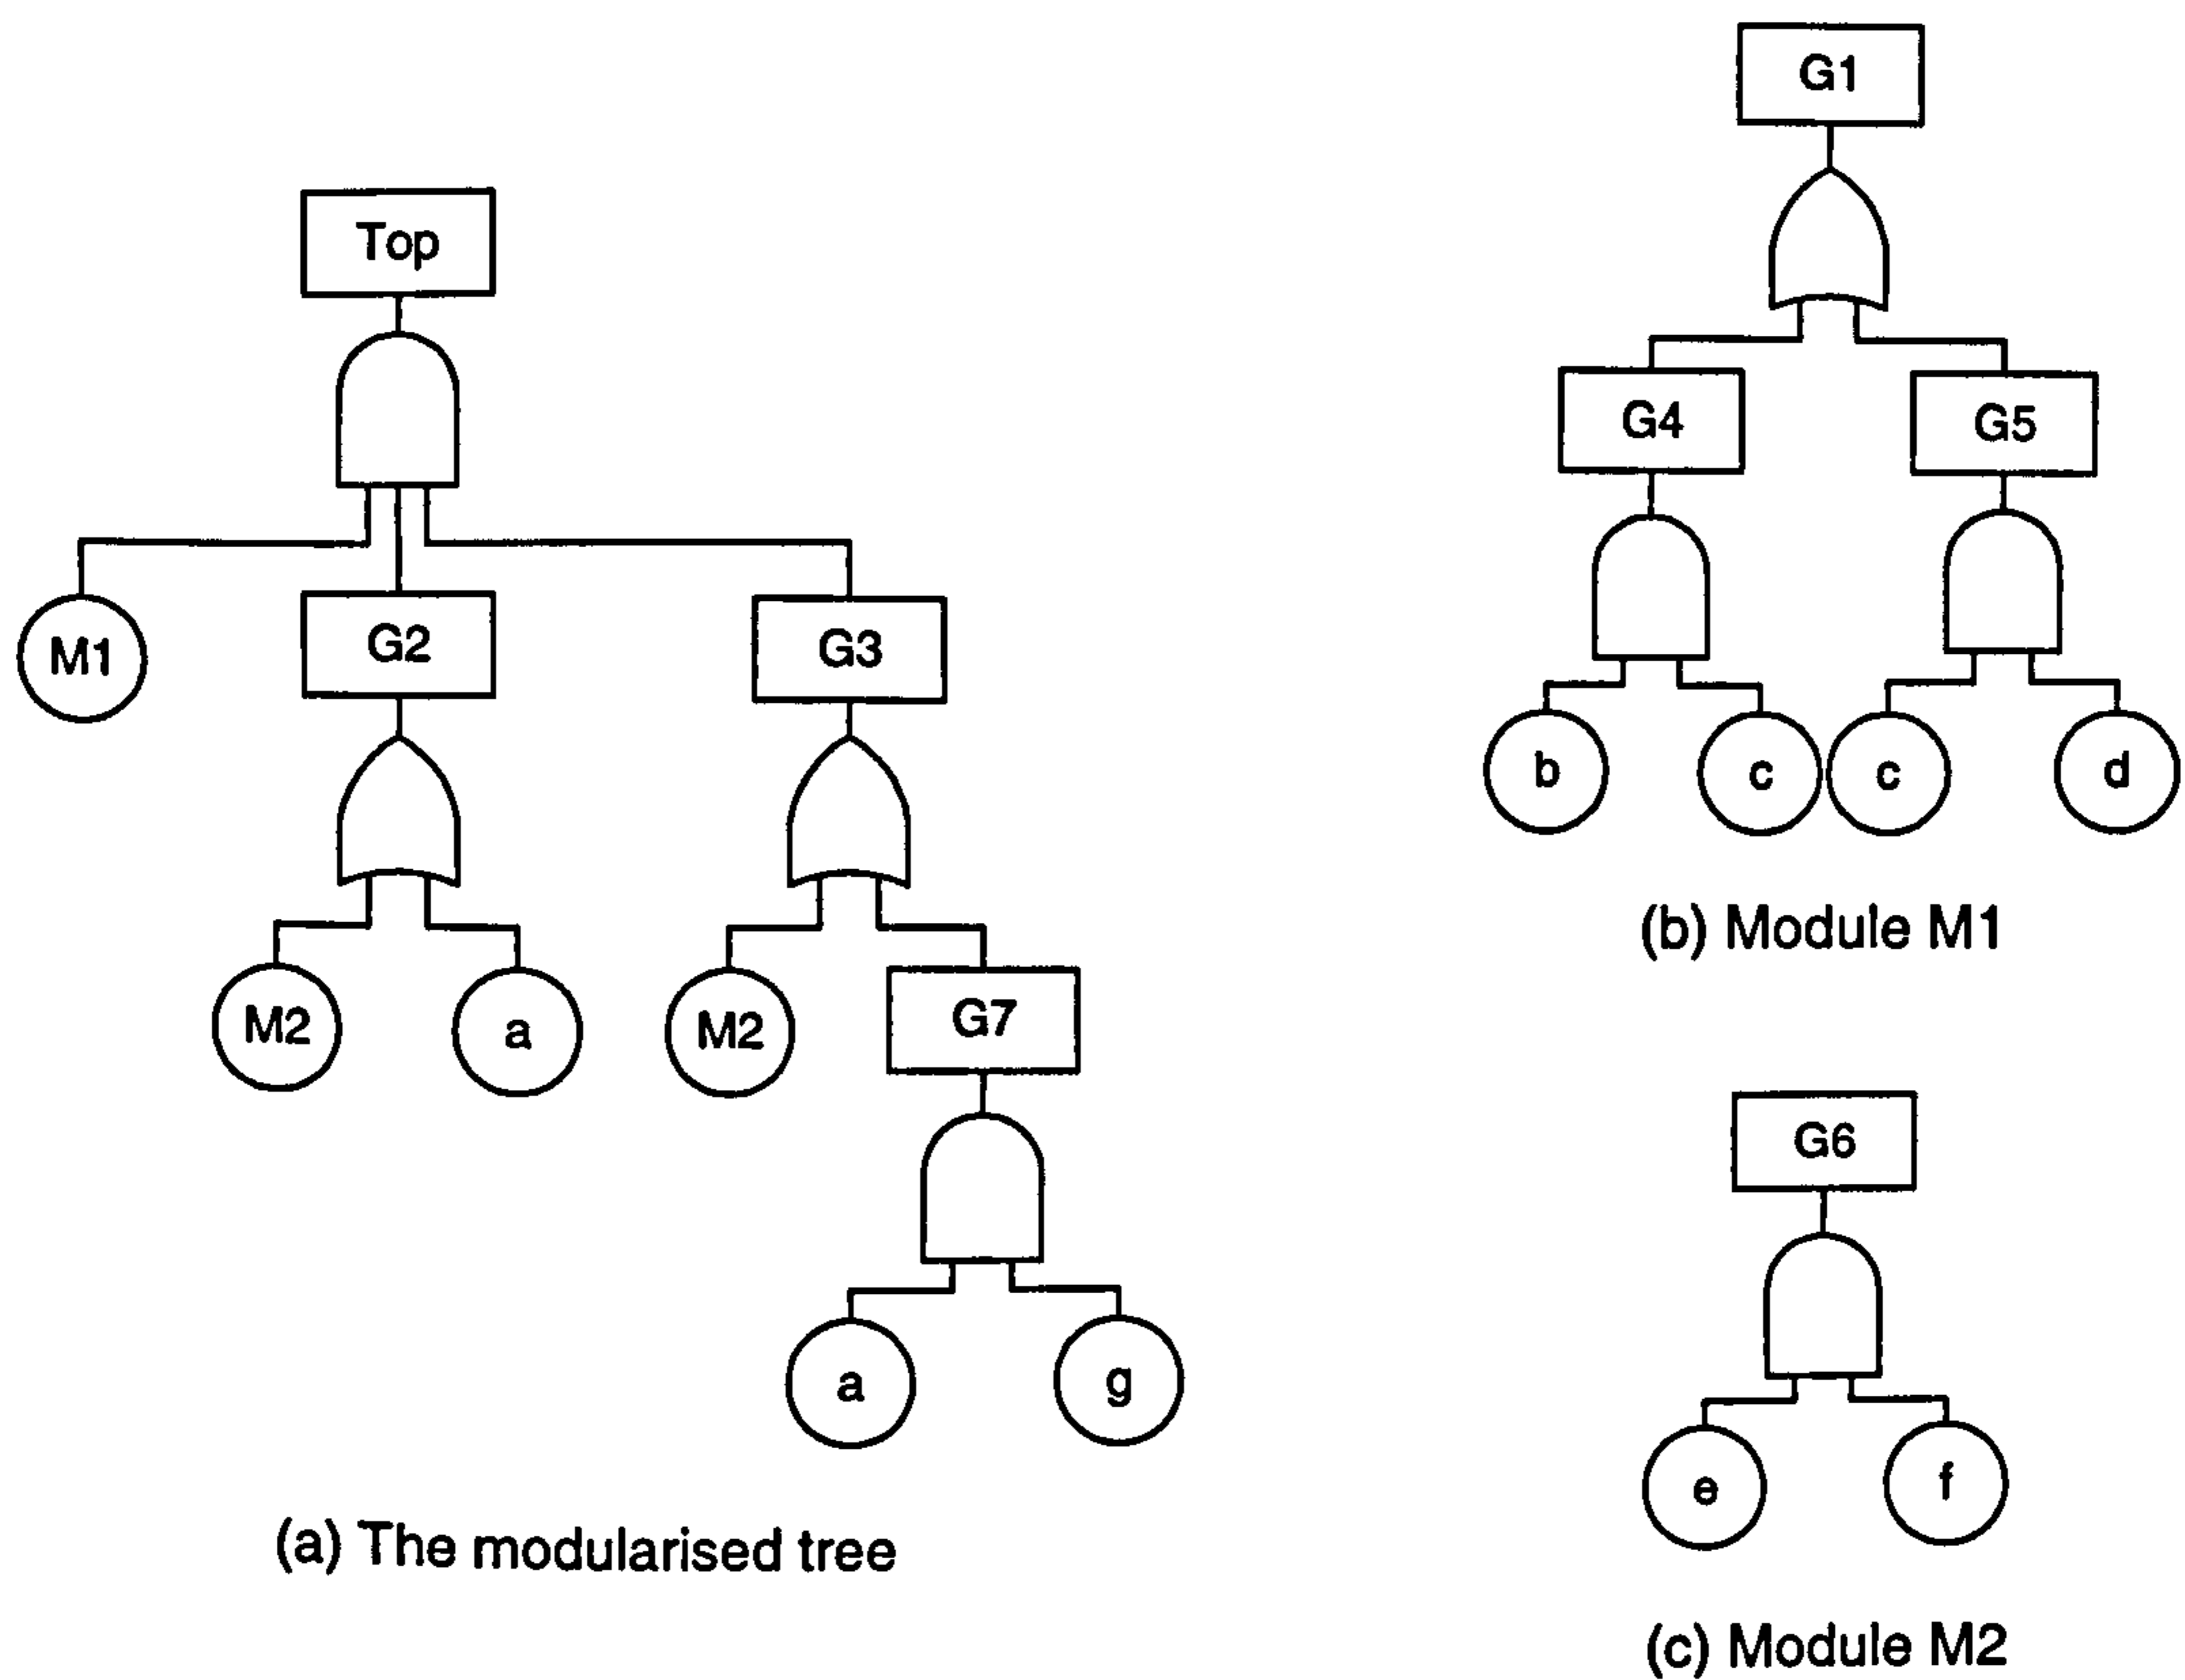 Top
M1
G2
G3
M2
a
M2
G7
a
g
(a) The modularised tree
G1
G4
G5
b
c
c
d
(b) Module M1
G6
e
f
(c) Module M2